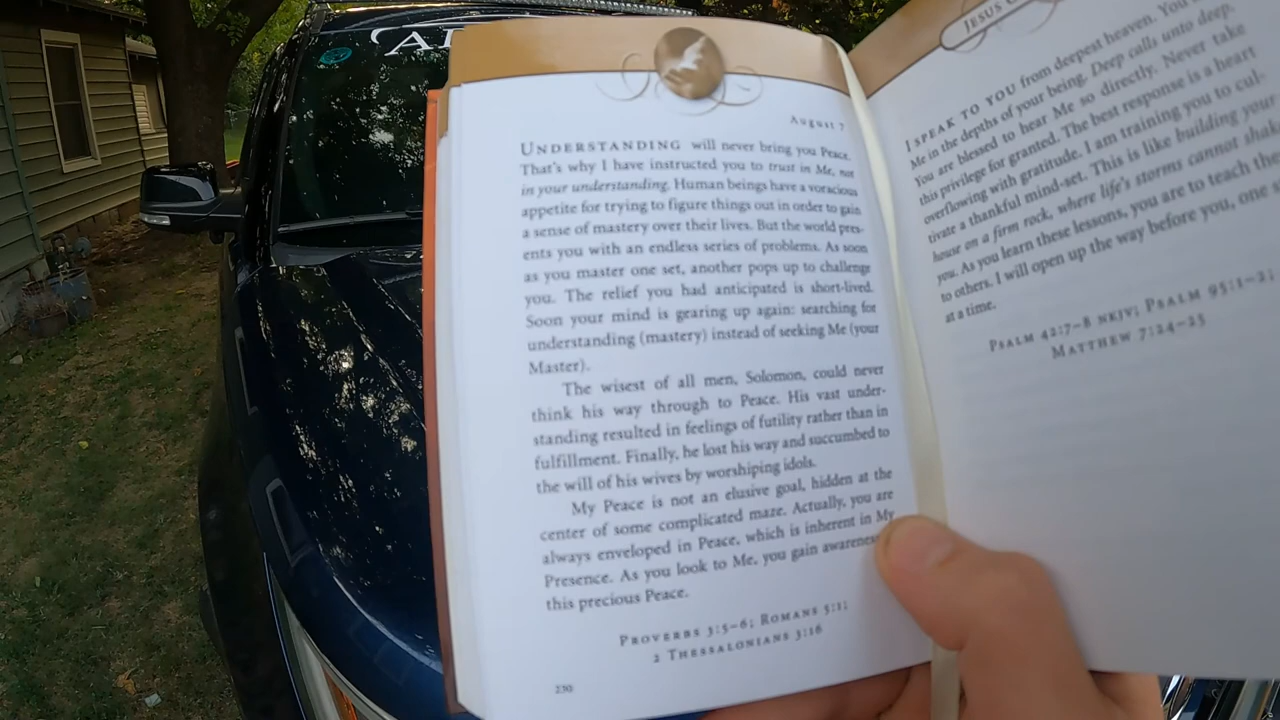 August 7
UNDERSTANDING will never bring you Peace.
That's why I have instructed you to trust in Me, not
in your understanding. Human beings have a voracious
appetite for trying to figure things out in order to gain
a sense of mastery over their lives. But the world pres-
ents you with an endless series of problems. As soon
as you master one set, another pops up to challenge
you. The relief you had anticipated is short-lived.
Soon your mind is gearing up again: searching for
understanding (mastery) instead of seeking Me (your
Master).
The wisest of all men, Solomon, could never
think his way through to Peace. His vast under-
standing resulted in feelings of futility rather than in
fulfillment. Finally, he lost his way and succumbed to
the will of his wives by worshiping idols.
My Peace is not an elusive goal, hidden at the
center of some complicated maze. Actually, you are
always enveloped in Peace, which is inherent in My
Presence. As you look to Me, you gain awareness
this precious Peace.
PROVERBS 3:5–6; ROMANS 5:1;
2 THESSALONIANS 3:16
230
JESUS
I SPEAK TO YOU from deepest heaven. You
Me in the depths of your being. Deep calls unto deep.
You are blessed to hear Me so directly. Never take
this privilege for granted. The best response is a heart
overflowing with gratitude. I am training you to cul-
tivate a thankful mind-set. This is like building your
house on a firm rock, where life's storms cannot shake
you. As you learn these lessons, you are to teach the
to others. I will open up the way before you, one
at a time.
PSALM 42:7–8 NKJV; PSALM 95:1–2;
MATTHEW 7:24–25